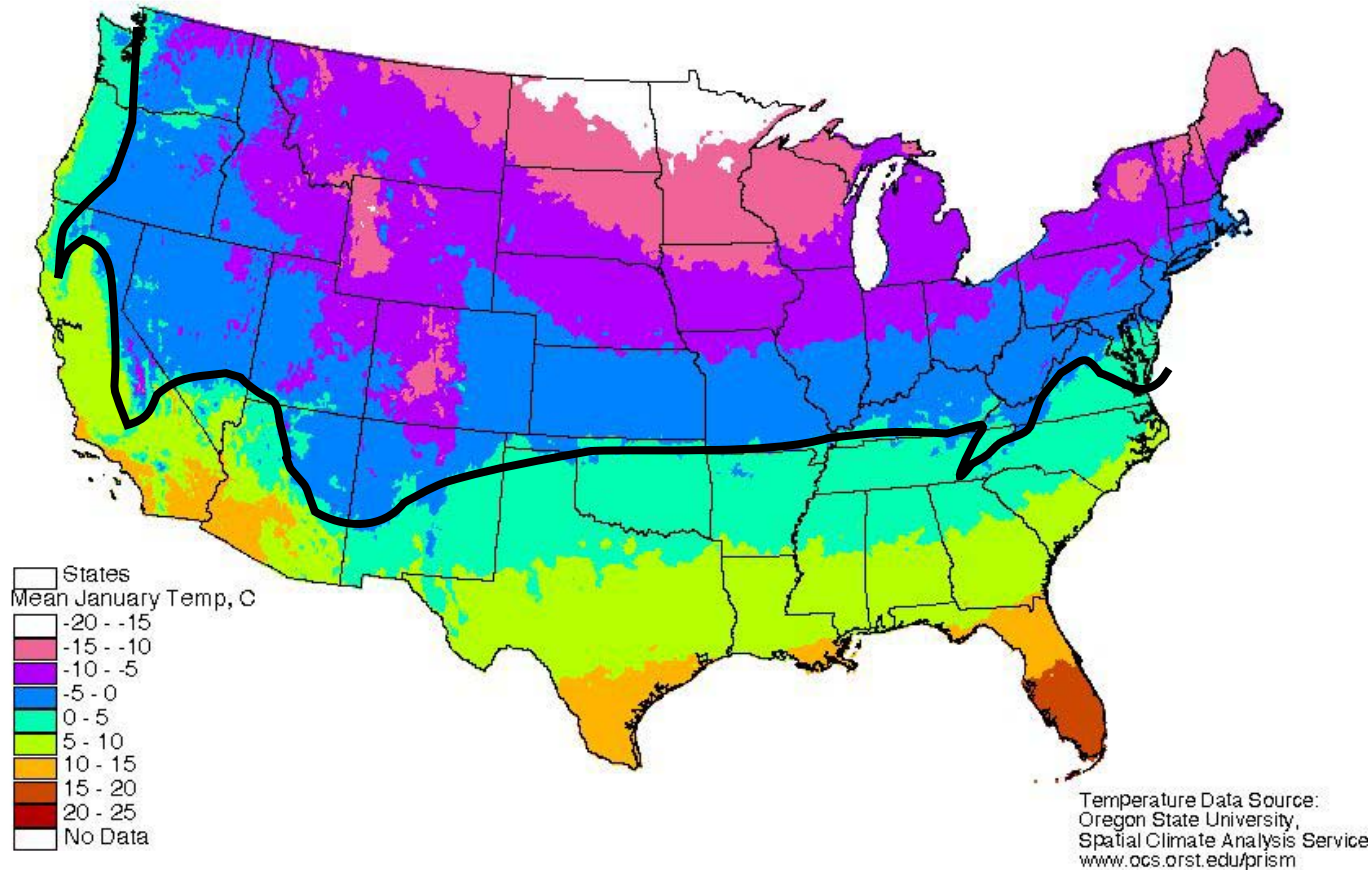 States
Mean January Temp, C
-20 - -15
-15 - -10
-10 - -5
-5 - 0
0 - 5
5 - 10
10 - 15
15 - 20
20 - 25
No Data
Temperature Data Source:
Oregon State University,
Spatial Climate Analysis Service
www.ocs.orst.edu/prism